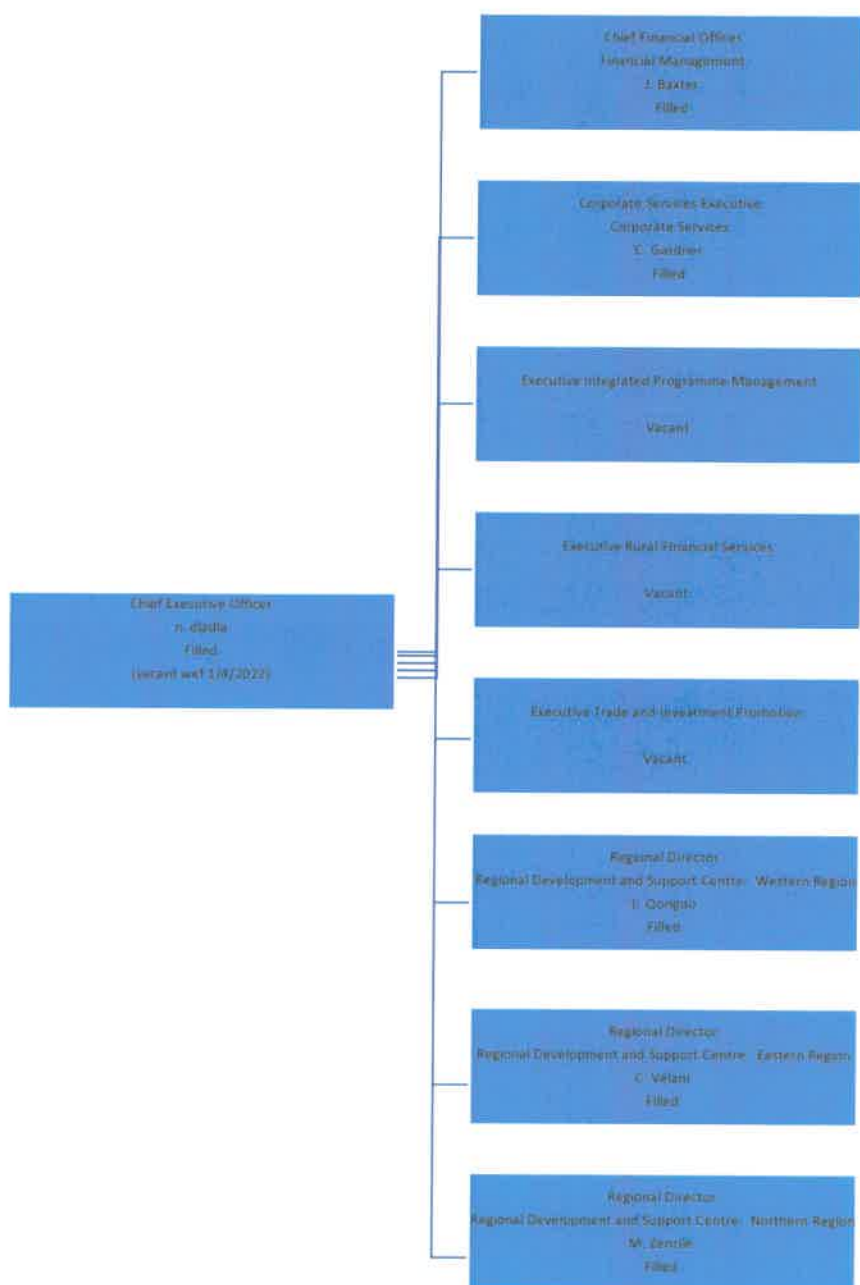 Chief Financial Officer
Financial Management
J. Baxter
Filled
Corporate Services Executive
Corporate Services
C. Gardner
Filled
Executive Integrated Programme Management
Vacant
Executive Rural Financial Services
Vacant
Chief Executive Officer
n. dladla
Filled
(vacant wef 1/4/2022)
Executive Trade and Investment Promotion
Vacant
Regional Director
Regional Development and Support Centre- Western Region
Filled
Regional Director
Regional Development and Support Centre- Eastern Region
C. Velani
Filled
Regional Director
Regional Development and Support Centre- Northern Region
M. Zenzile
Filled